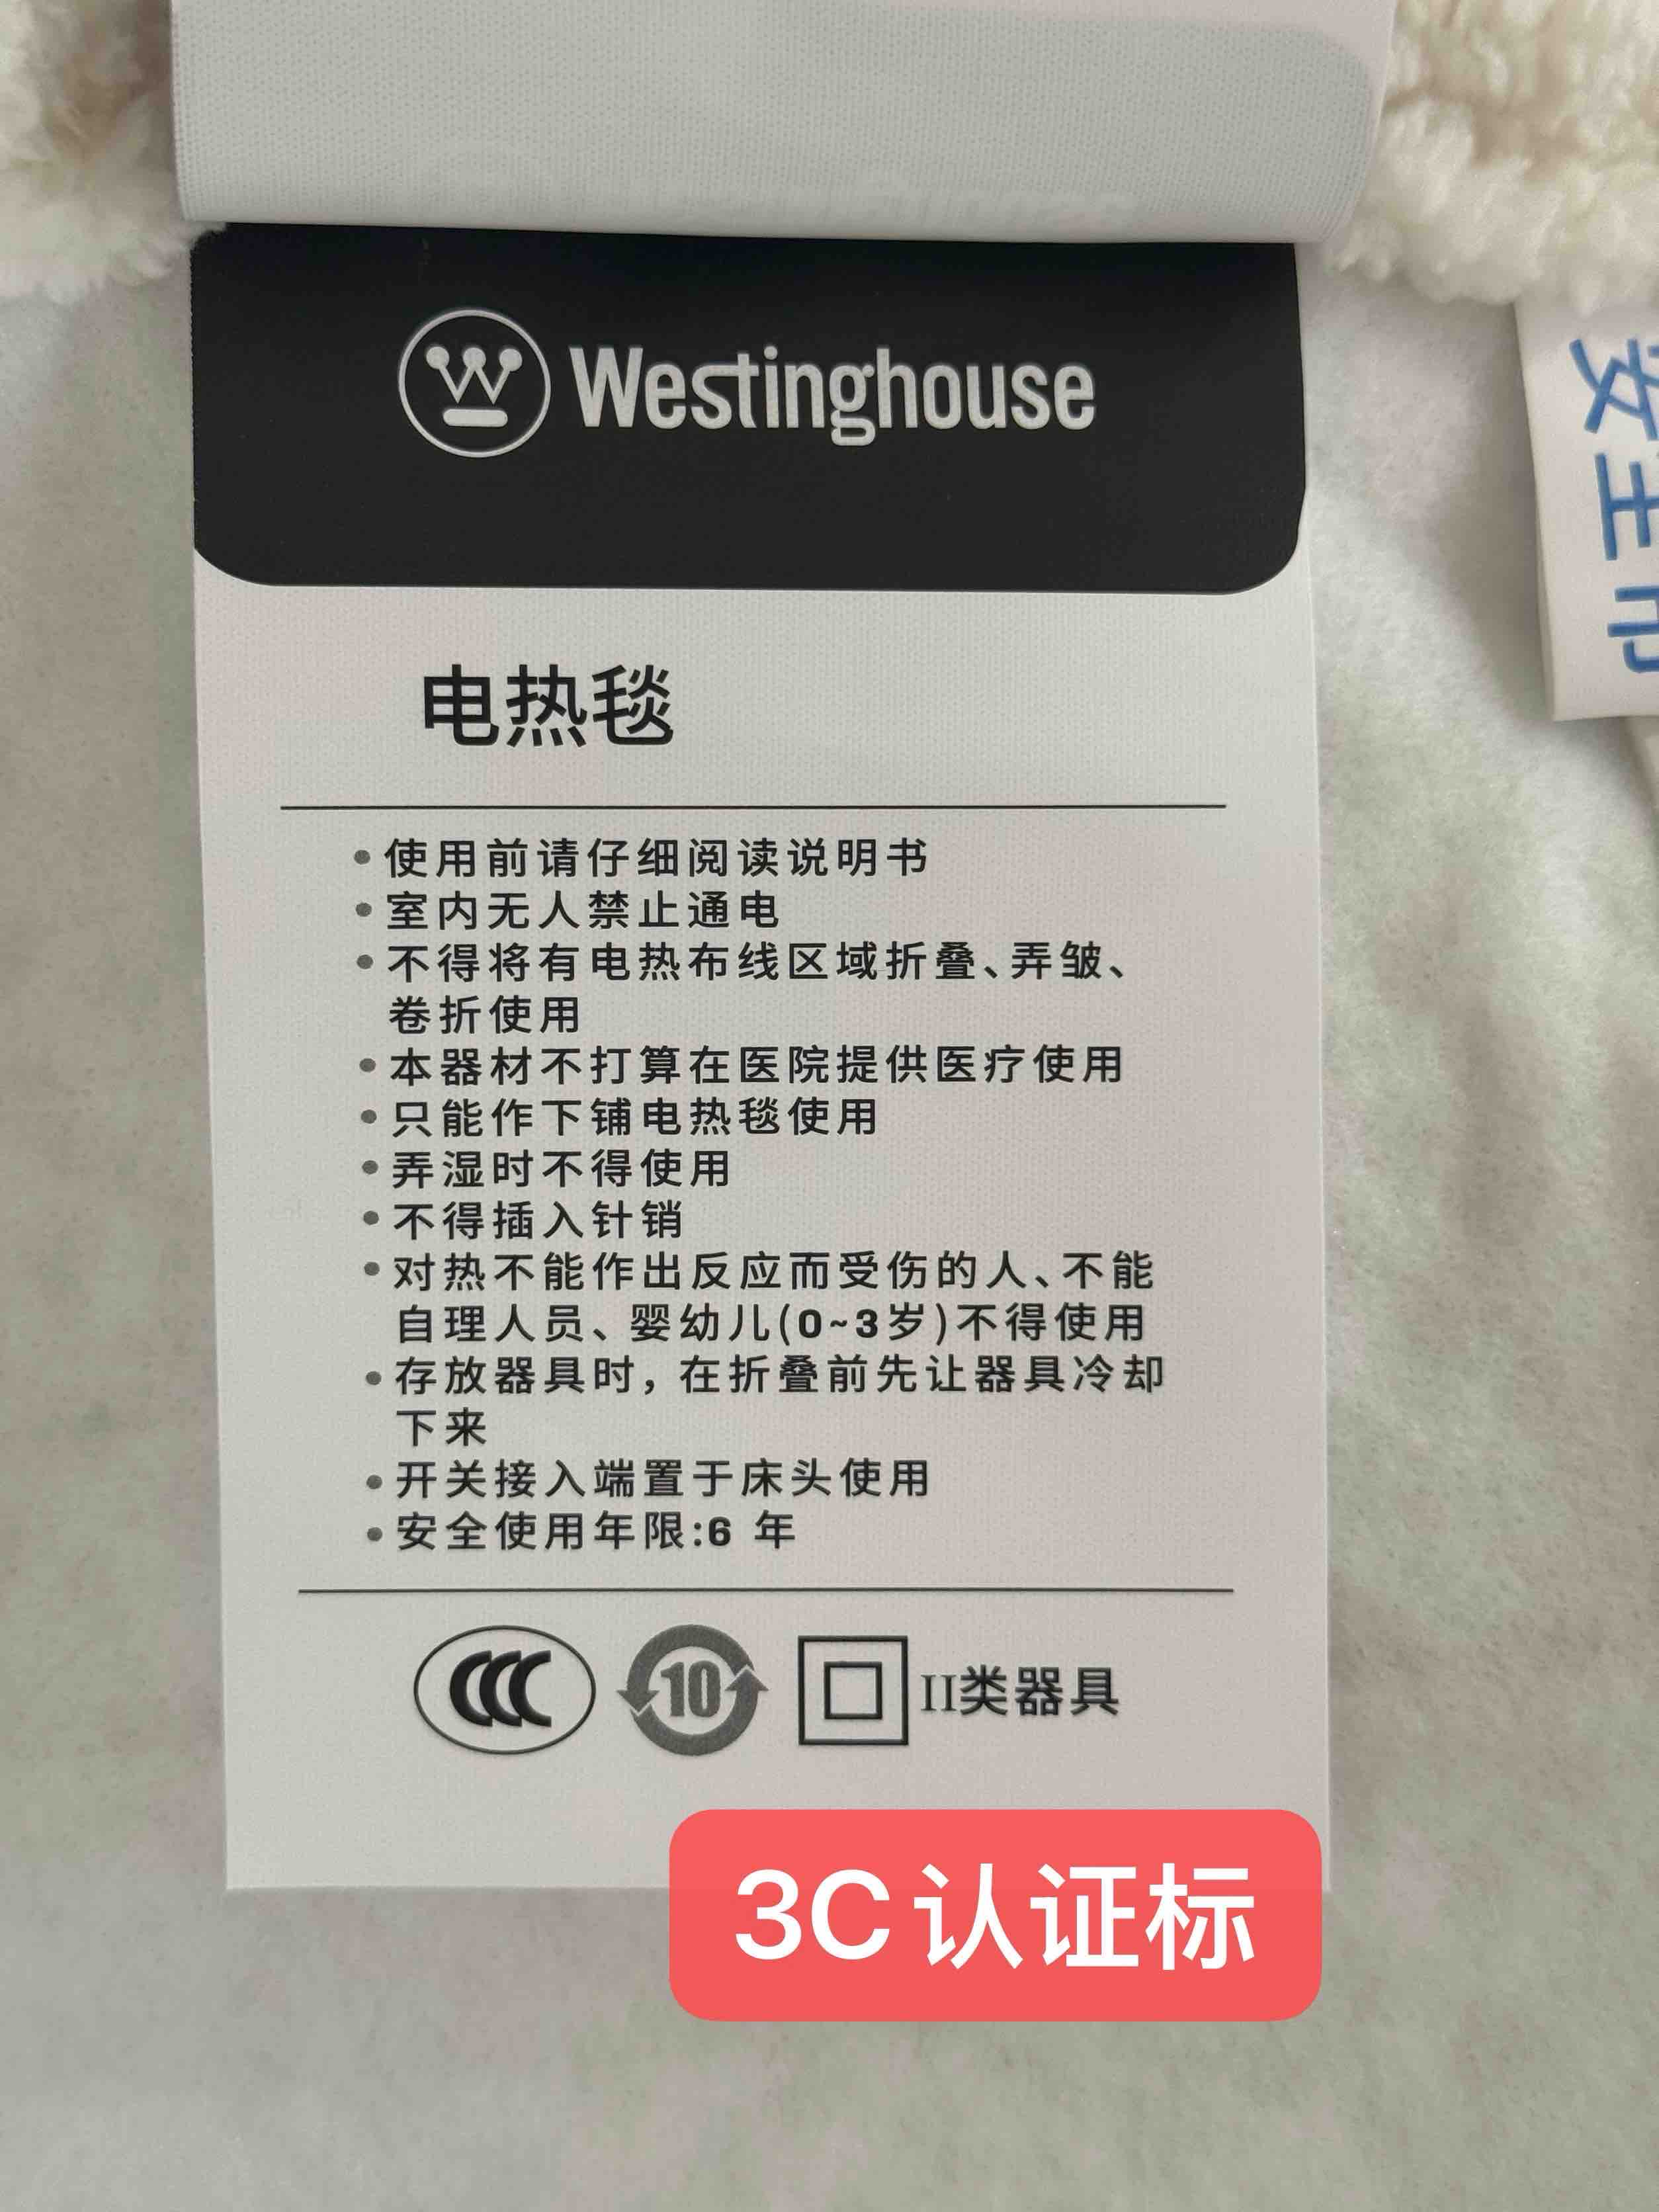 Westinghouse
电热毯
•使用前请仔细阅读说明书
•室内无人禁止通电
•不得将有电热布线区域折叠、弄皱、
卷折使用
•本器材不打算在医院提供医疗使用
•只能作下铺电热毯使用
•弄湿时不得使用
•不得插入针销
•对热不能作出反应而受伤的人、不能
自理人员、婴幼儿(0~3岁)不得使用
•存放器具时，在折叠前先让器具冷却
下来
•开关接入端置于床头使用
•安全使用年限:6 年
CCC 10 II类器具
3C认证标